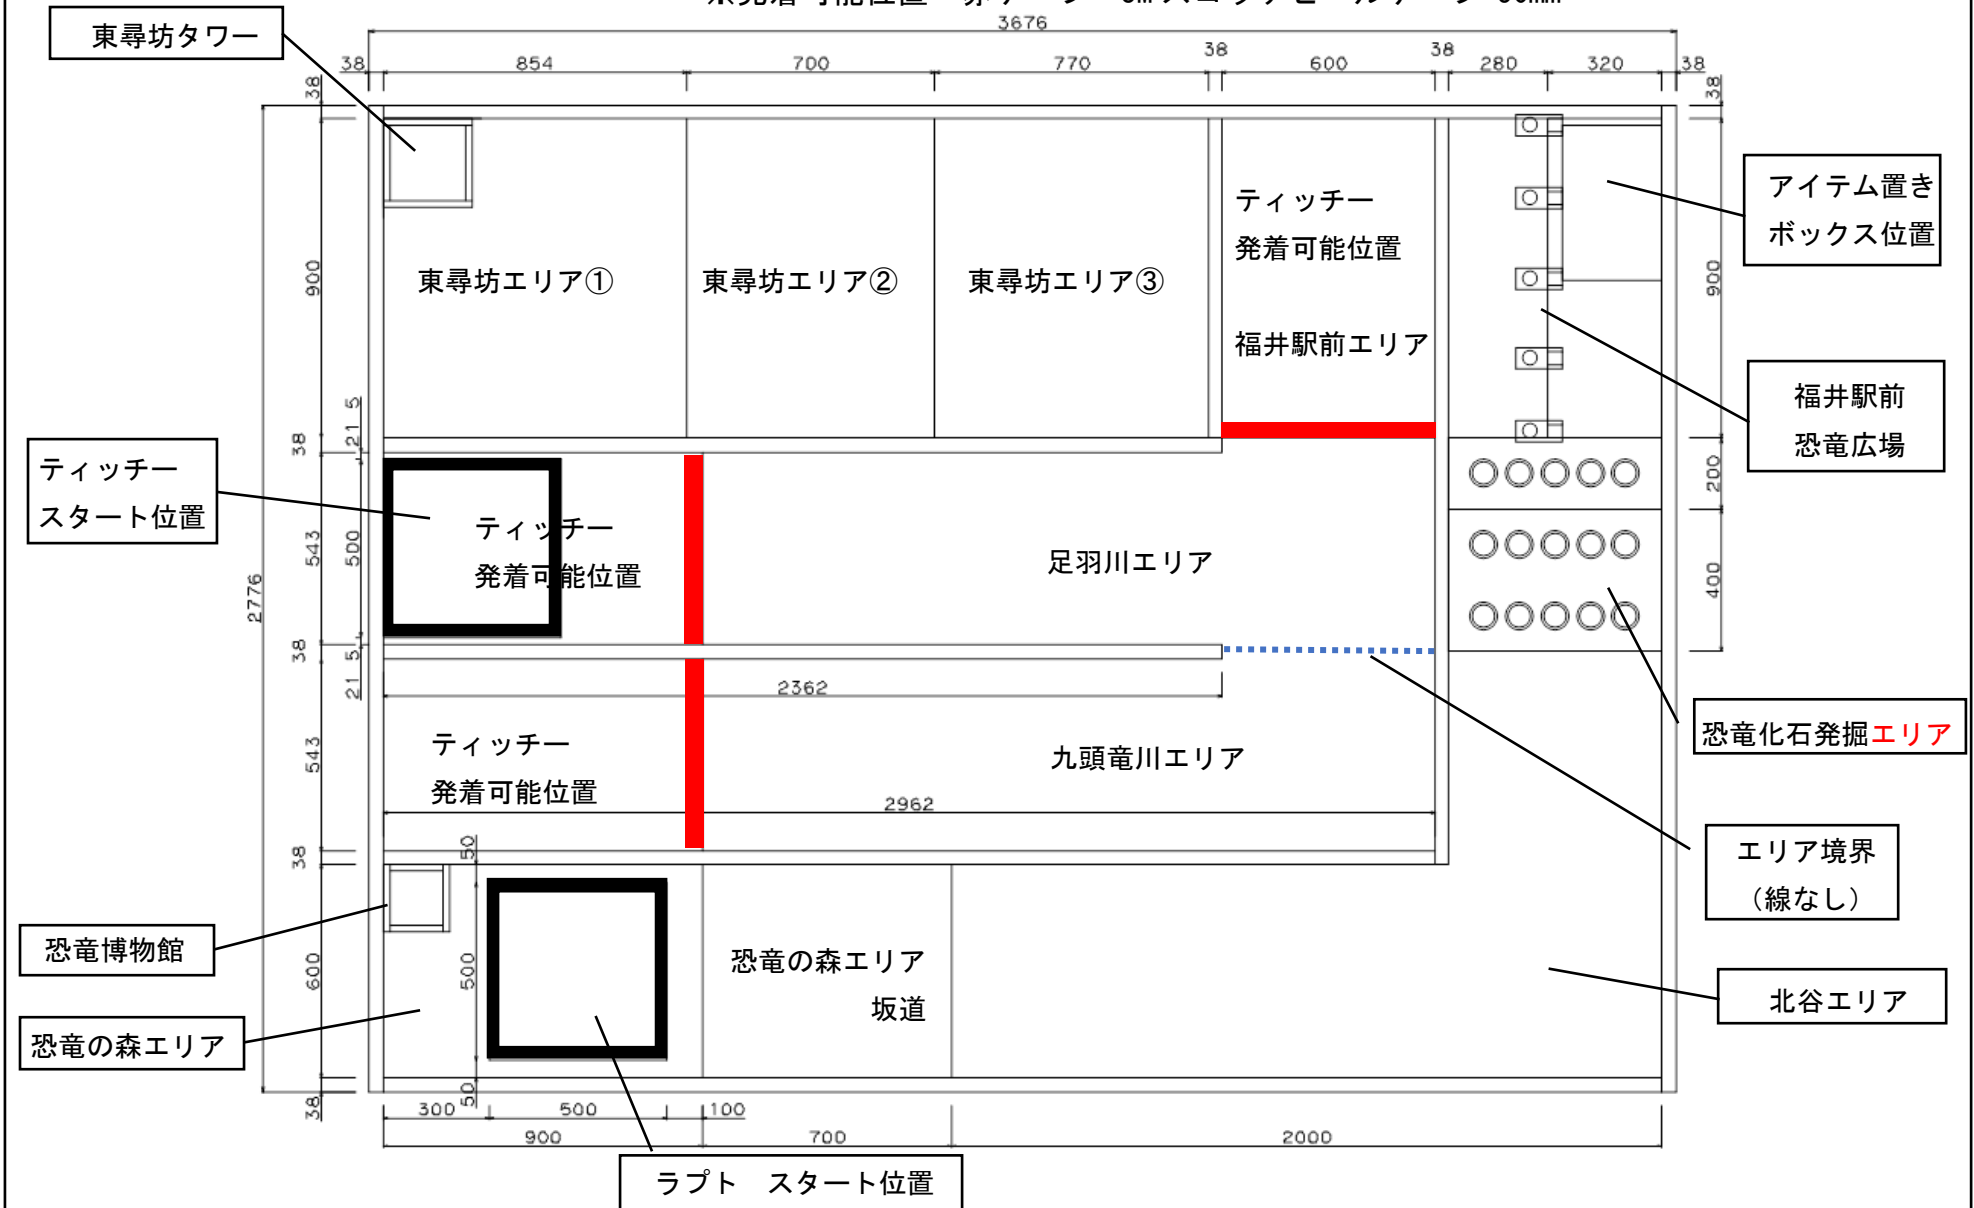 3676
38
854
700
770
38
600
38
280
320
38
東尋坊タワー
38
38
アイテム置き
ボックス位置
ティッチー
発着可能位置
900
東尋坊エリア①
東尋坊エリア②
東尋坊エリア③
900
福井駅前エリア
福井駅前
恐竜広場
21 5
38
200
ティッチー
スタート位置
543
500
ティッチー
発着可能位置
足羽川エリア
400
2776
38
21 5
2362
恐竜化石発掘エリア
543
ティッチー
発着可能位置
九頭竜川エリア
2962
エリア境界
(線なし)
38
50
恐竜博物館
600
500
恐竜の森エリア
坂道
北谷エリア
恐竜の森エリア
38
50
300
500
100
900
700
2000
ラプト スタート位置